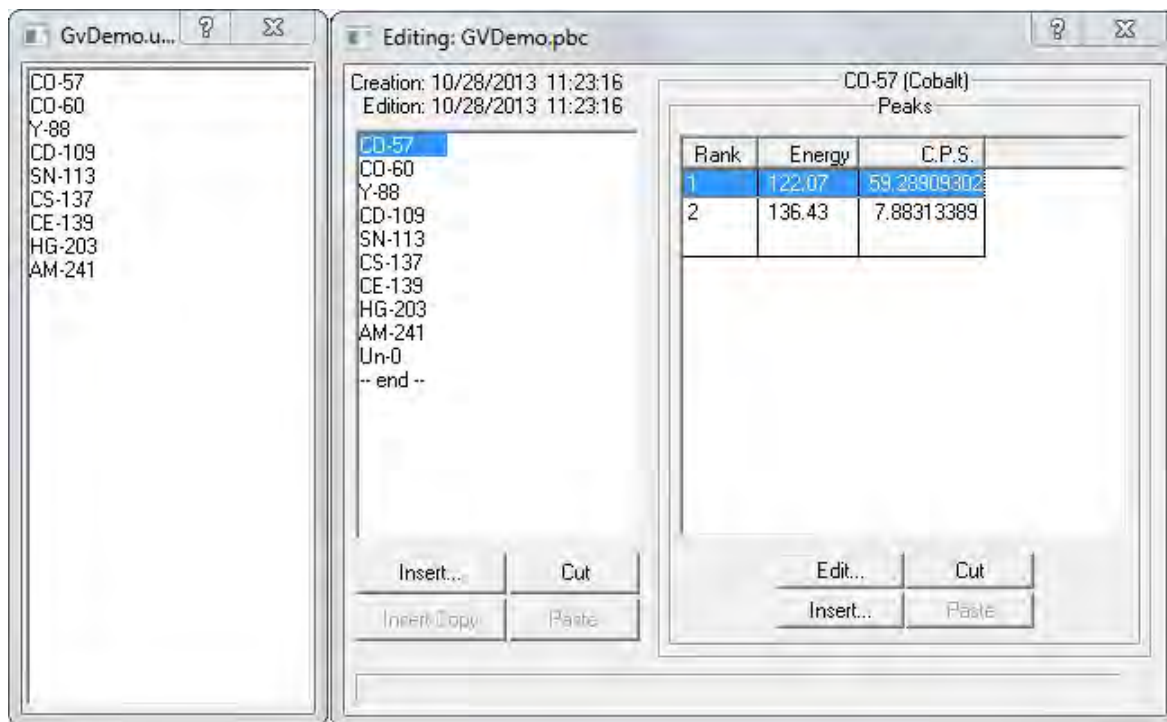 GvDemo.u...
CO-57
CO-60
Y-88
CD-109
SN-113
CS-137
CE-139
HG-203
AM-241
Editing: GVDemo.pbc
Creation: 10/28/2013 11:23:16
Edition: 10/28/2013 11:23:16
CO-57
CO-60
Y-88
CD-109
SN-113
CS-137
CE-139
HG-203
AM-241
Un-0
-- end --
Insert... Cut
Insert Copy Paste
CO-57 (Cobalt)
Peaks
Rank Energy C.P.S.
1 122.07 59.28909302
2 136.43 7.88313389
Edit... Cut
Insert... Paste